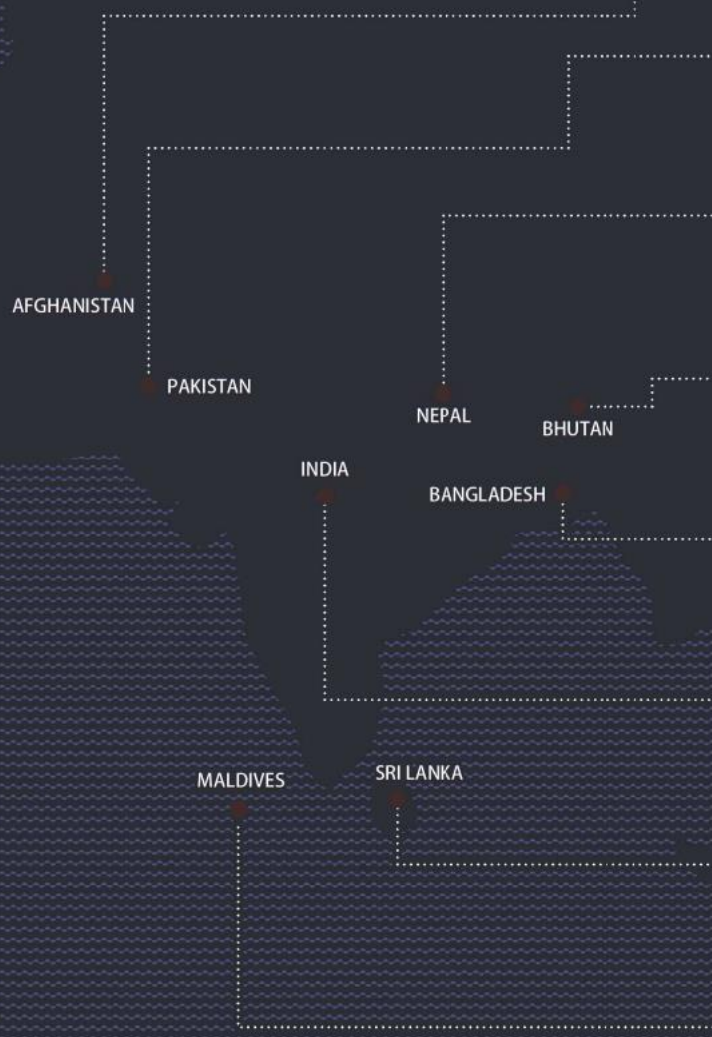 AFGHANISTAN
PAKISTAN
NEPAL
BHUTAN
INDIA
BANGLADESH
MALDIVES
SRI LANKA